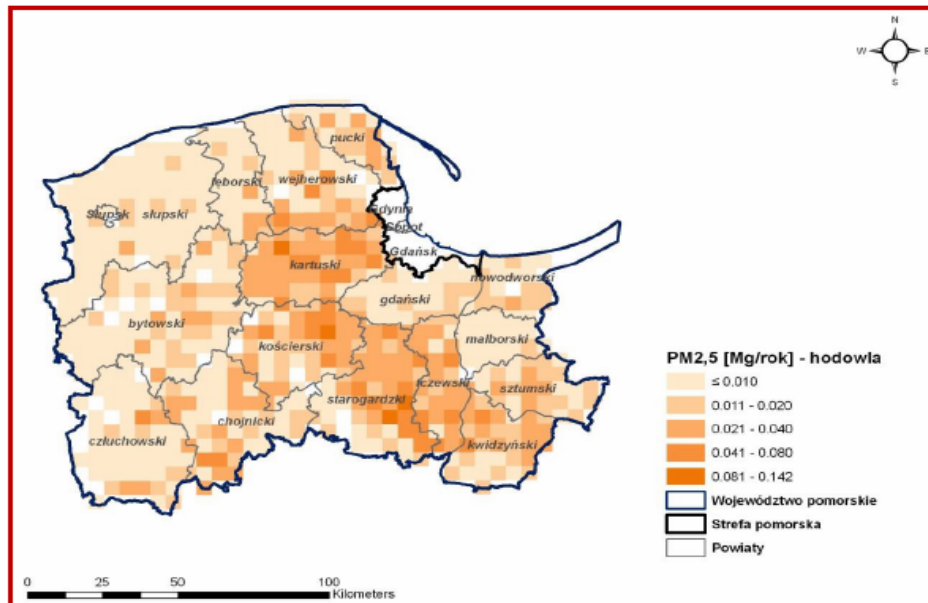 N
W E
S
pucki
lęborski
wejherowski
Gdynia
Słupsk
słupski
Sopot
Gdańsk
kartuski
nowodworski
gdański
bytowski
kościerski
malborski
PM2,5 [Mg/rok] - hodowla
≤ 0.010
0.011 - 0.020
0.021 - 0.040
0.041 - 0.080
0.081 - 0.142
Województwo pomorskie
Strefa pomorska
Powiaty
tczewski
sztumski
starogardzki
chojnicki
człuchowski
kwidzyński
0 25 50 100
Kilometers